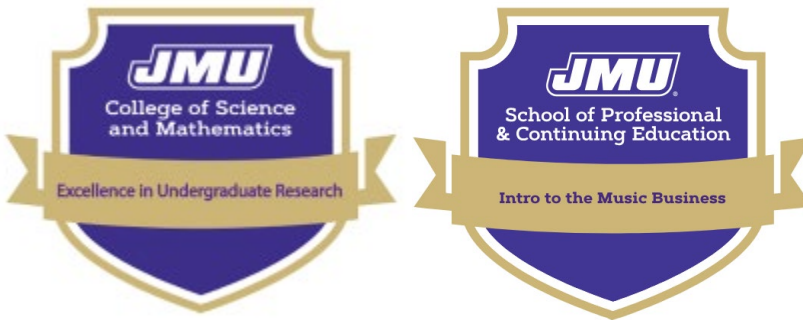 JMU
College of Science
and Mathematics
Excellence in Undergraduate Research
JMU®
School of Professional
& Continuing Education
Intro to the Music Business